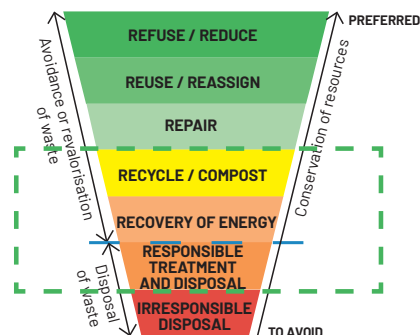 REFUSE / REDUCE
PREFERRED
REUSE / REASSIGN
REPAIR
RECYCLE / COMPOST
RECOVERY OF ENERGY
RESPONSIBLE
TREATMENT
AND DISPOSAL
IRRESPONSIBLE
DISPOSAL
TO AVOID
Avoidance or revalorisation
of waste
Disposal
of waste
Conservation of resources